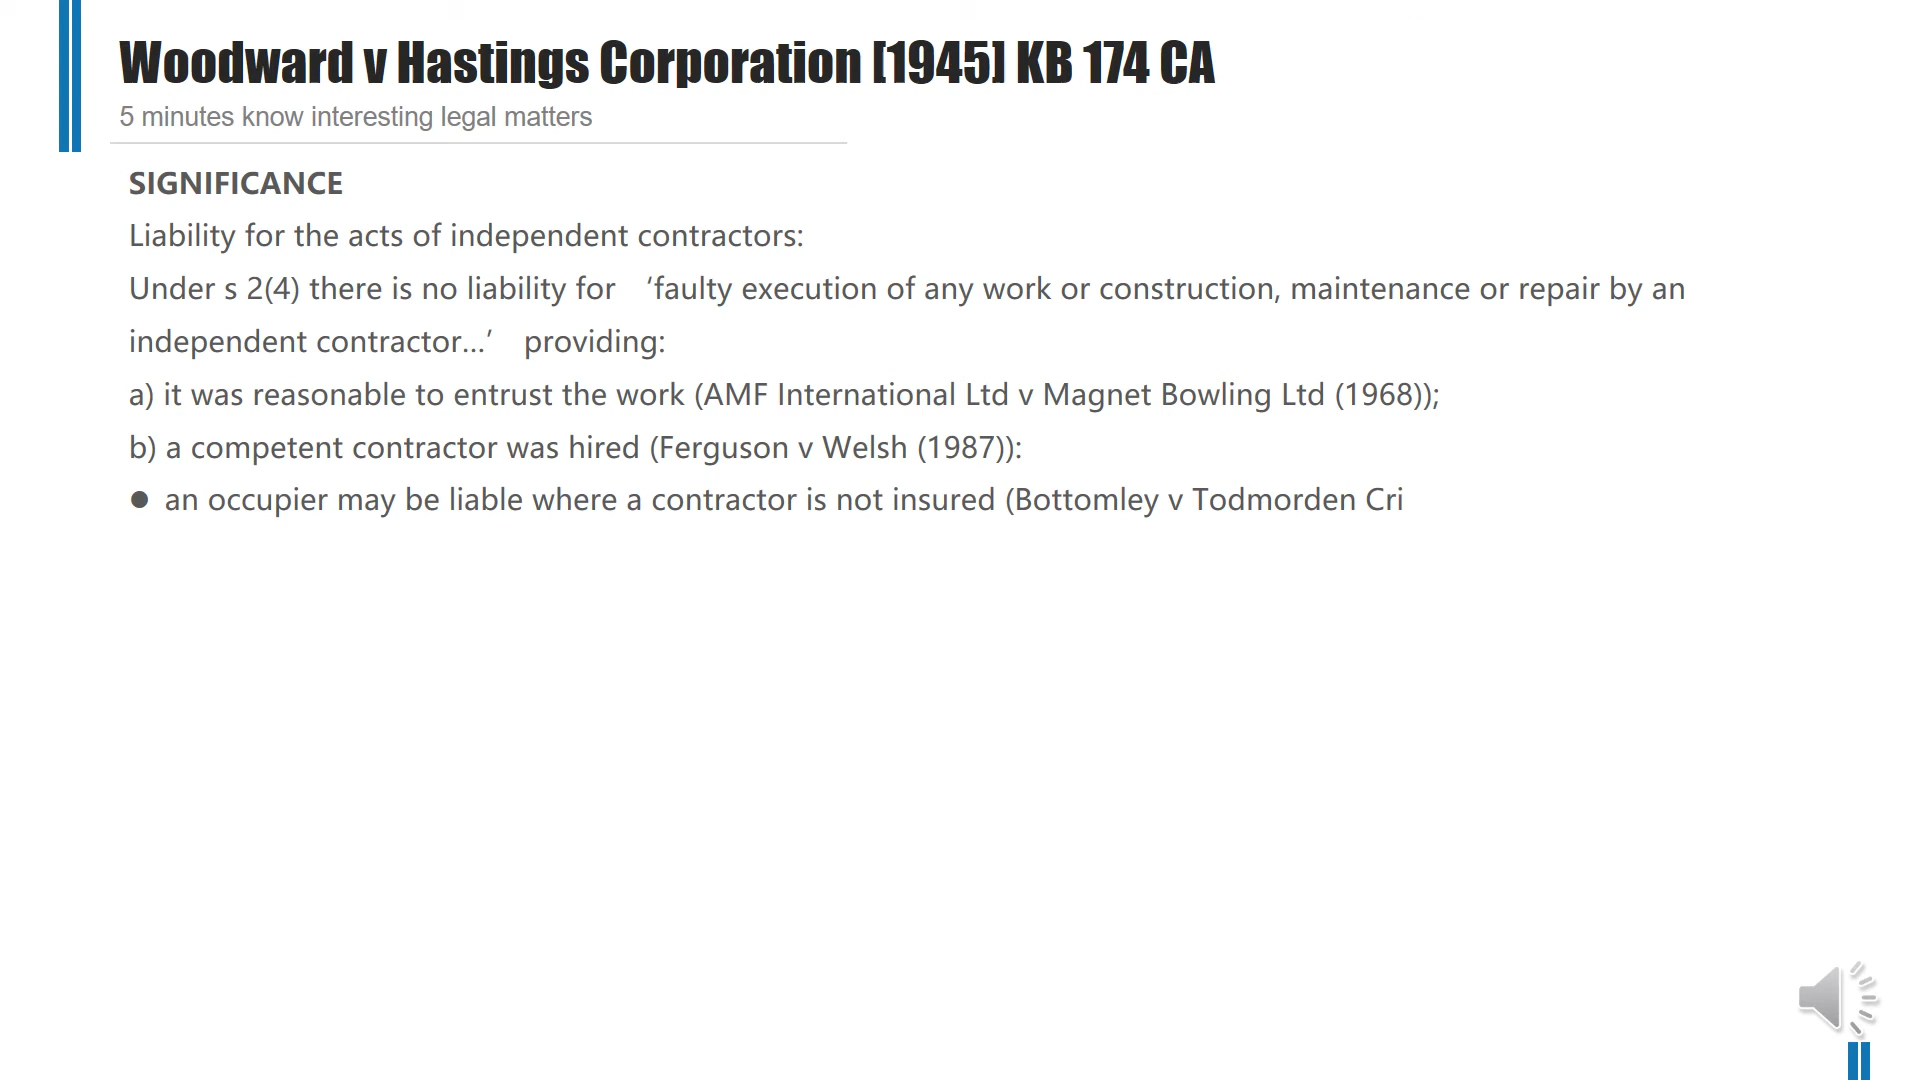 Woodward v Hastings Corporation [1945] KB 174 CA
5 minutes know interesting legal matters
SIGNIFICANCE
Liability for the acts of independent contractors:
Under s 2(4) there is no liability for ‘faulty execution of any work or construction, maintenance or repair by an
independent contractor…’ providing:
a) it was reasonable to entrust the work (AMF International Ltd v Magnet Bowling Ltd (1968));
b) a competent contractor was hired (Ferguson v Welsh (1987)):
● an occupier may be liable where a contractor is not insured (Bottomley v Todmorden Cri